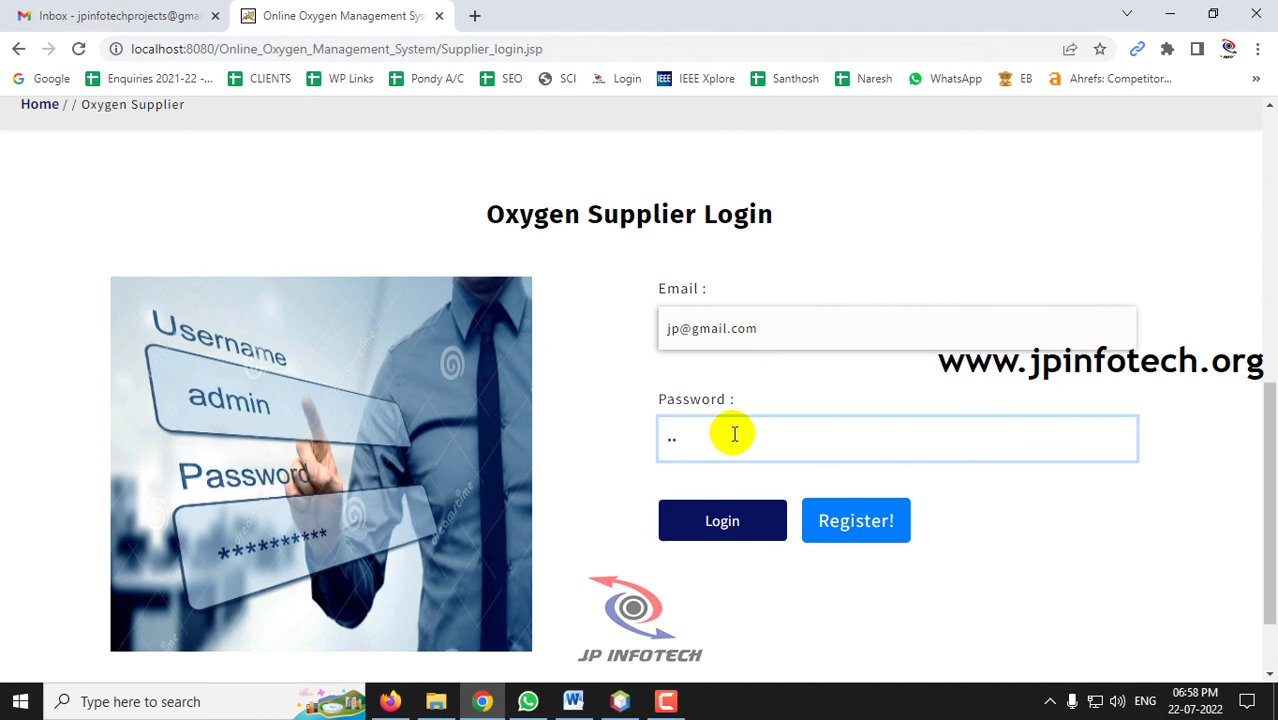 Inbox - jpinfotechprojects@gma
Online Oxygen Management Syst
localhost:8080/Online_Oxygen_Management_System/Supplier_login.jsp
Google
Enquiries 2021-22 -...
CLIENTS
WP Links
Pondy A/C
SEO
SCI
Login
IEEE Xplore
Santhosh
Naresh
WhatsApp
EB
Ahrefs: Competitor...
Home / / Oxygen Supplier
Oxygen Supplier Login
Username
admin
Password
**********
Email :
jp@gmail.com
www.jpinfotech.org
Password :
••
Login
Register!
JP INFOTECH
Type here to search
ENG
06:58 PM
22-07-2022